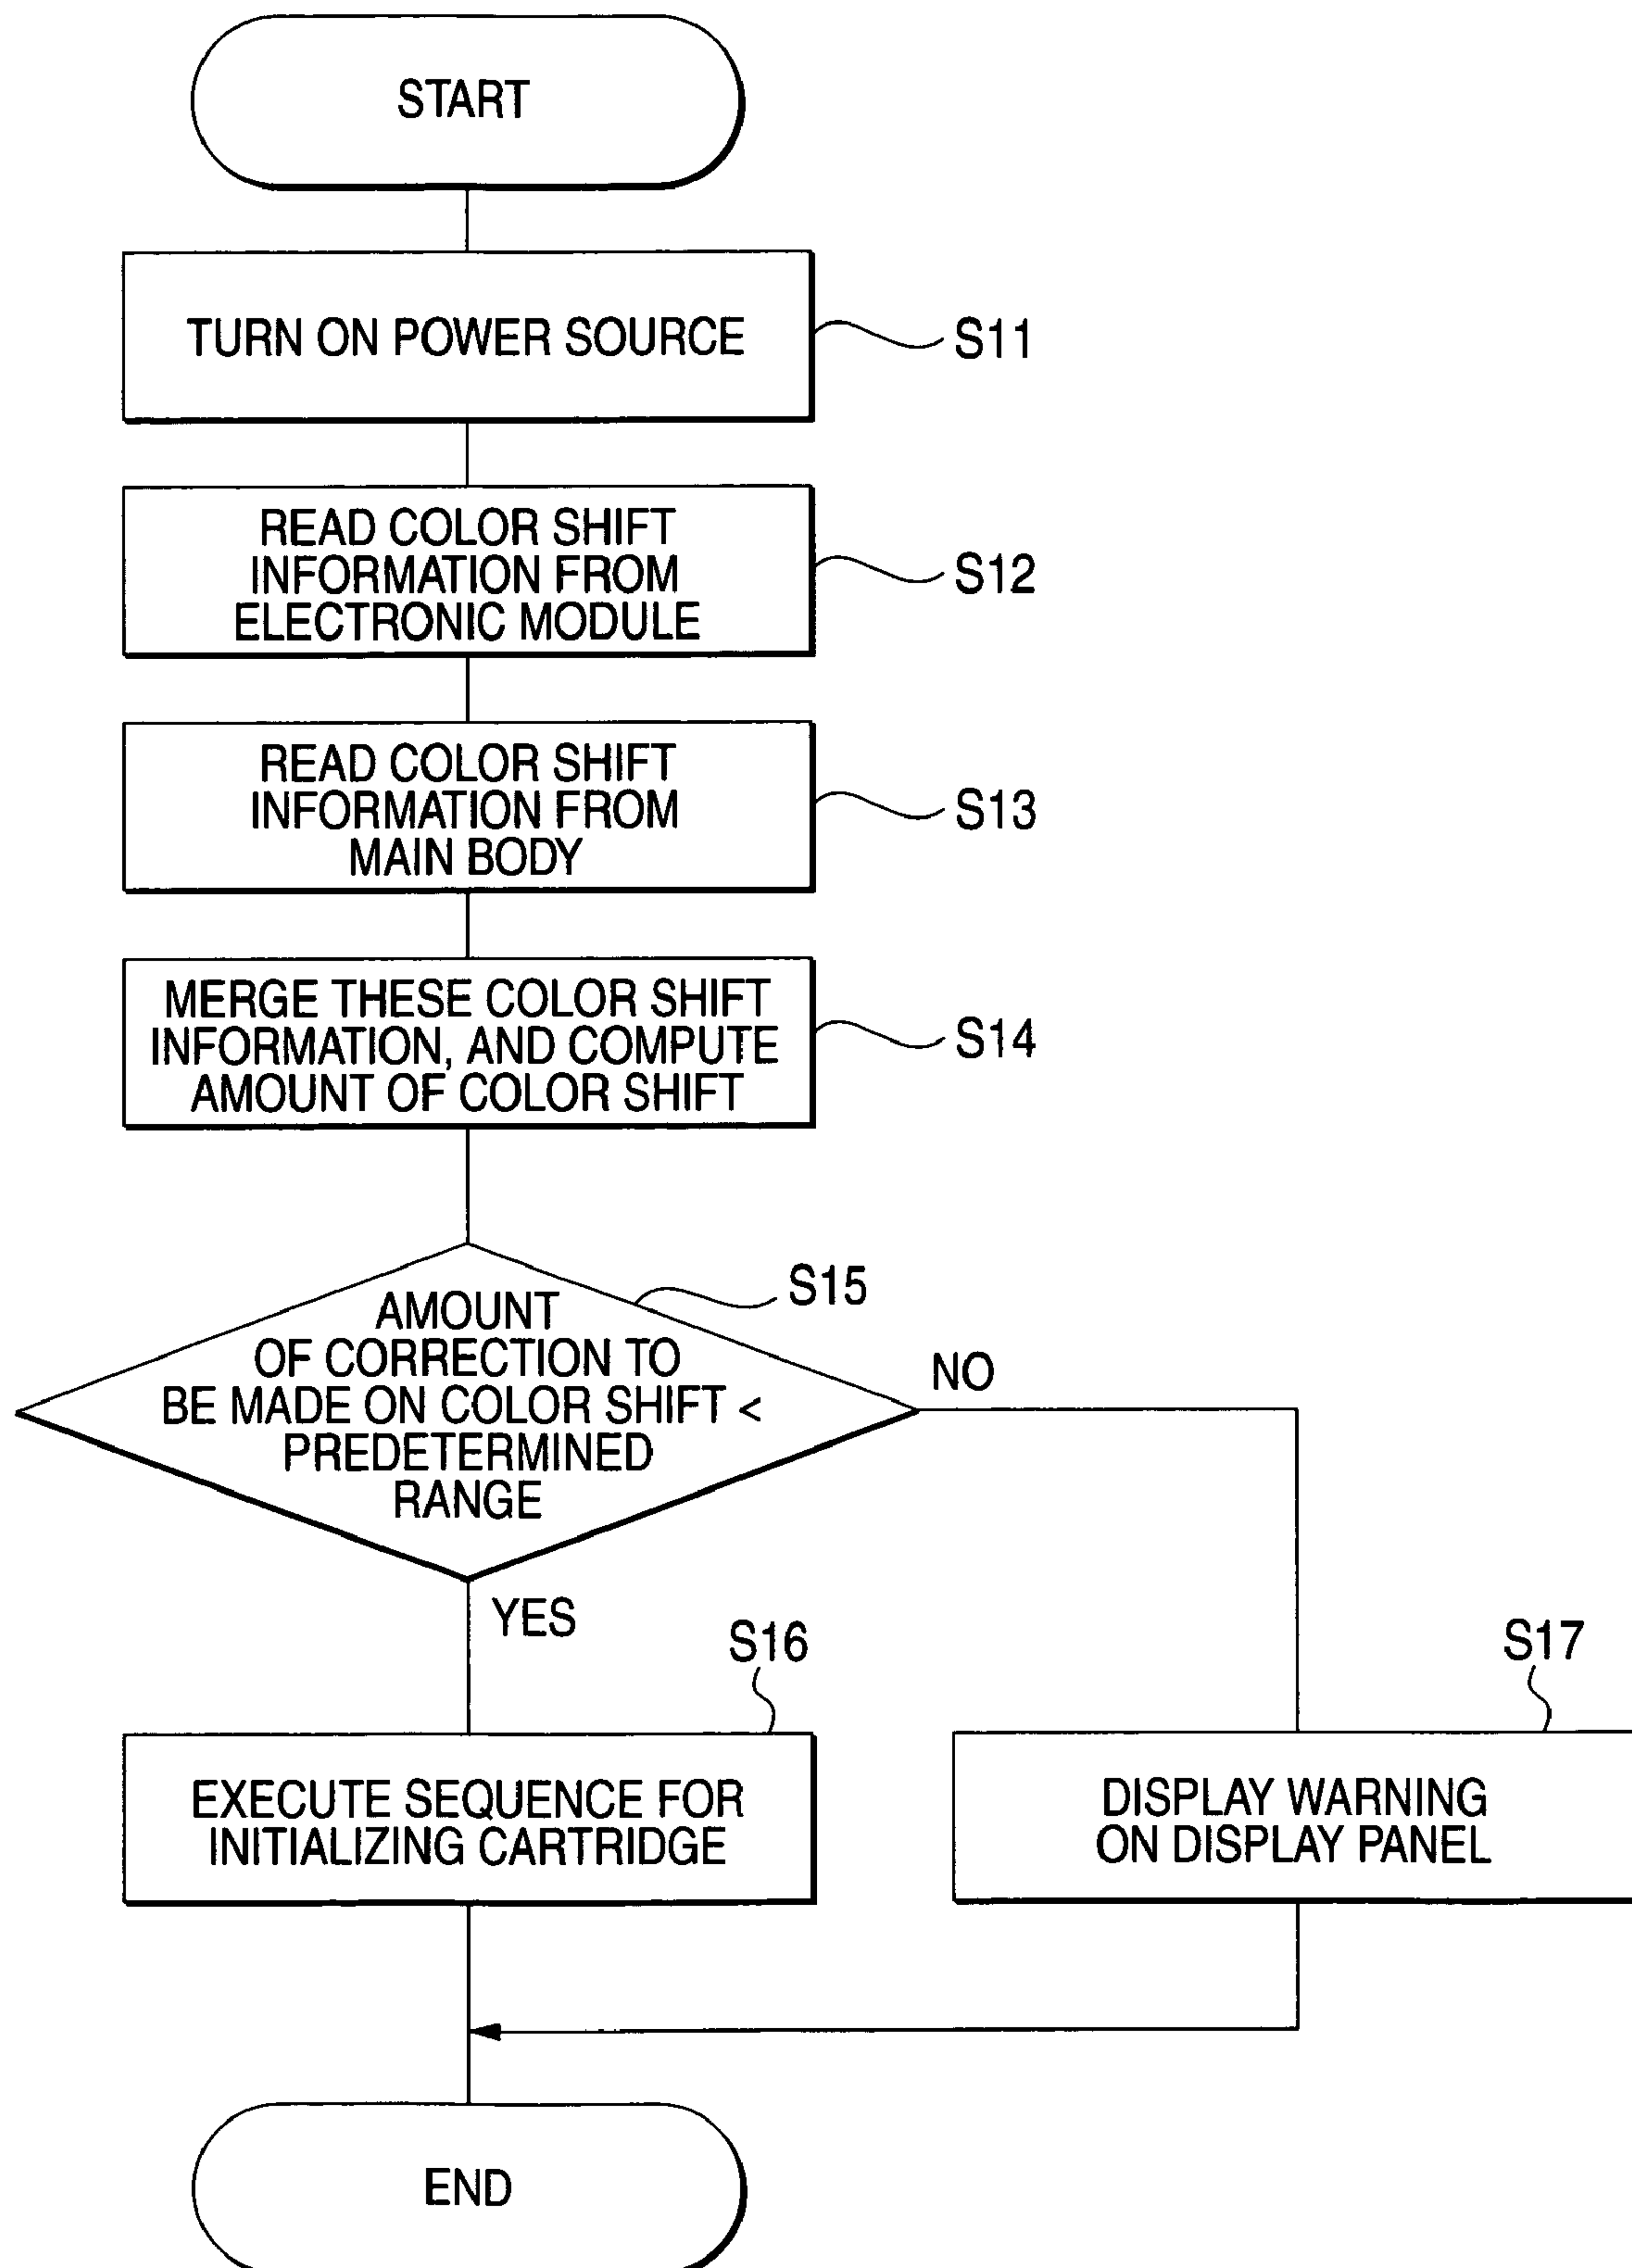 START
TURN ON POWER SOURCE
S11
READ COLOR SHIFT
INFORMATION FROM
ELECTRONIC MODULE
S12
READ COLOR SHIFT
INFORMATION FROM
MAIN BODY
S13
MERGE THESE COLOR SHIFT
INFORMATION, AND COMPUTE
AMOUNT OF COLOR SHIFT
S14
S15
AMOUNT
OF CORRECTION TO
BE MADE ON COLOR SHIFT <
PREDETERMINED
RANGE
NO
YES
S16
EXECUTE SEQUENCE FOR
INITIALIZING CARTRIDGE
S17
DISPLAY WARNING
ON DISPLAY PANEL
END